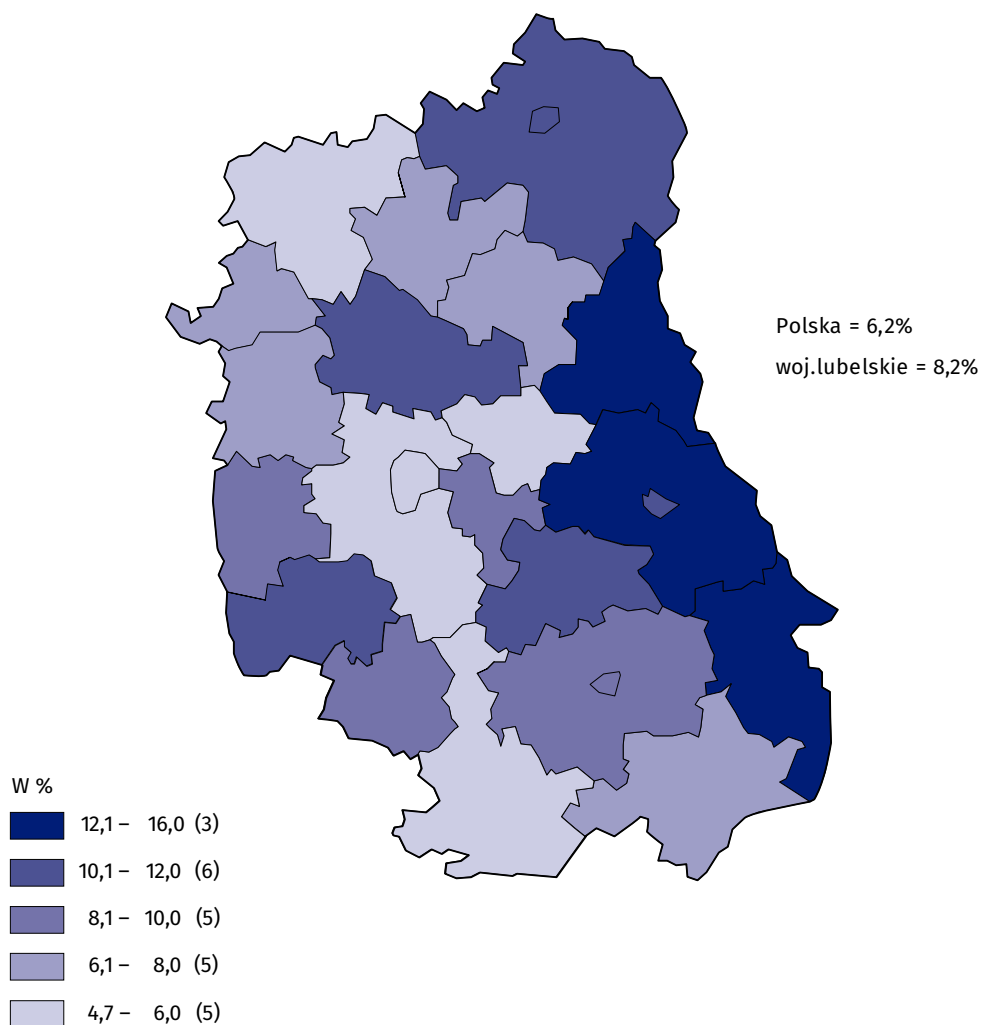 Polska = 6,2%
woj.lubelskie = 8,2%
W %
12,1 – 16,0 (3)
10,1 – 12,0 (6)
8,1 – 10,0 (5)
6,1 – 8,0 (5)
4,7 – 6,0 (5)